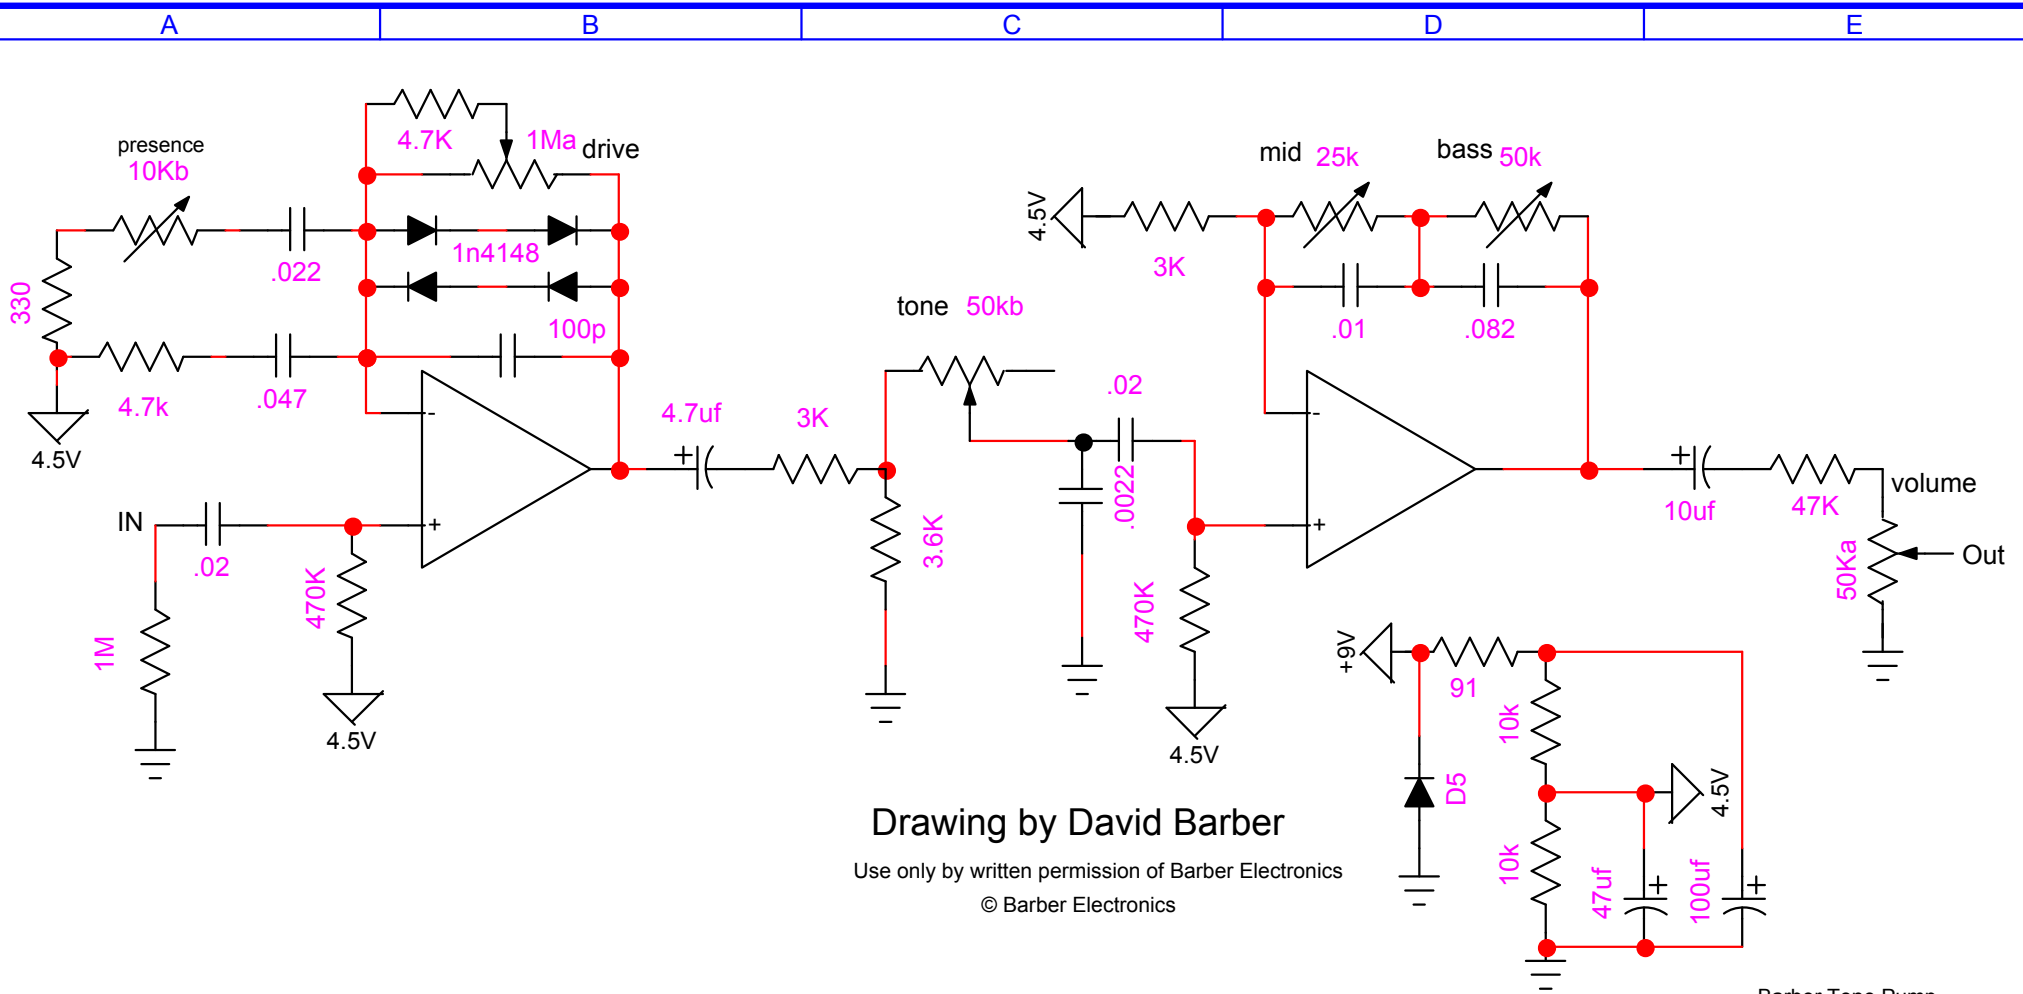 A B C D E
presence
10Kb
4.7K
1Ma drive
.022
1n4148
330
100p
4.7k
.047
4.5V
IN
.02
470K
1M
4.5V
4.7uf
3K
3.6K
tone 50kb
.02
.0022
470K
4.5V
4.5V
3K
mid 25k
bass 50k
.01
.082
10uf
47K
volume
50Ka
Out
+9V
91
10k
D5
4.5V
10k
47uf
100uf
Drawing by David Barber
Use only by written permission of Barber Electronics
© Barber Electronics
Barber Tone Pump